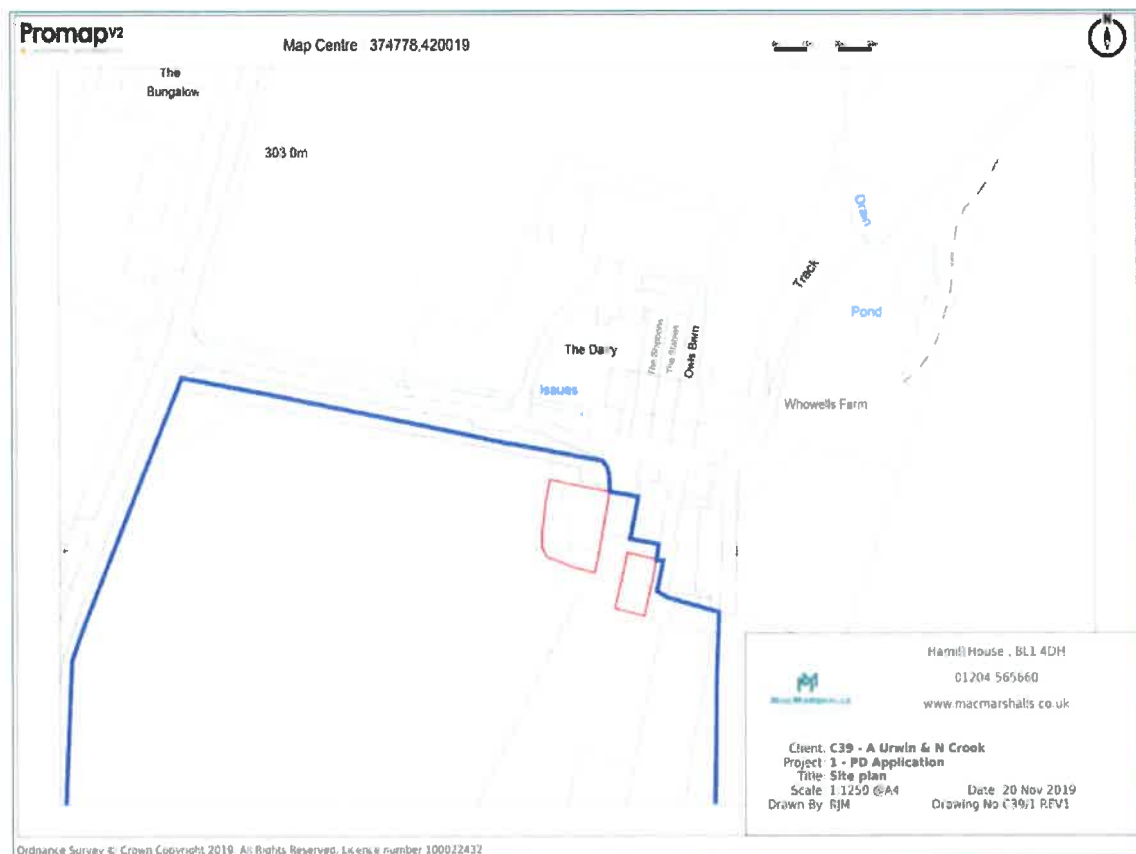 Promap V2
Map Centre 374778,420019
N
The
Bungalow
303.0m
Drain
Track
Pond
The Dairy
The Shippons
The Stables
Owls Barn
Issues
Whowells Farm
Hamill House , BL1 4DH
01204 565660
www.macmarshalls.co.uk
MacMarshalls
Client: C39 - A Urwin & N Crook
Project: 1 - PD Application
Title: Site plan
Scale 1:1250 @A4
Date 20 Nov 2019
Drawn By RJM
Drawing No C39/1 REV1
Ordnance Survey © Crown Copyright 2019. All Rights Reserved. Licence number 100022432